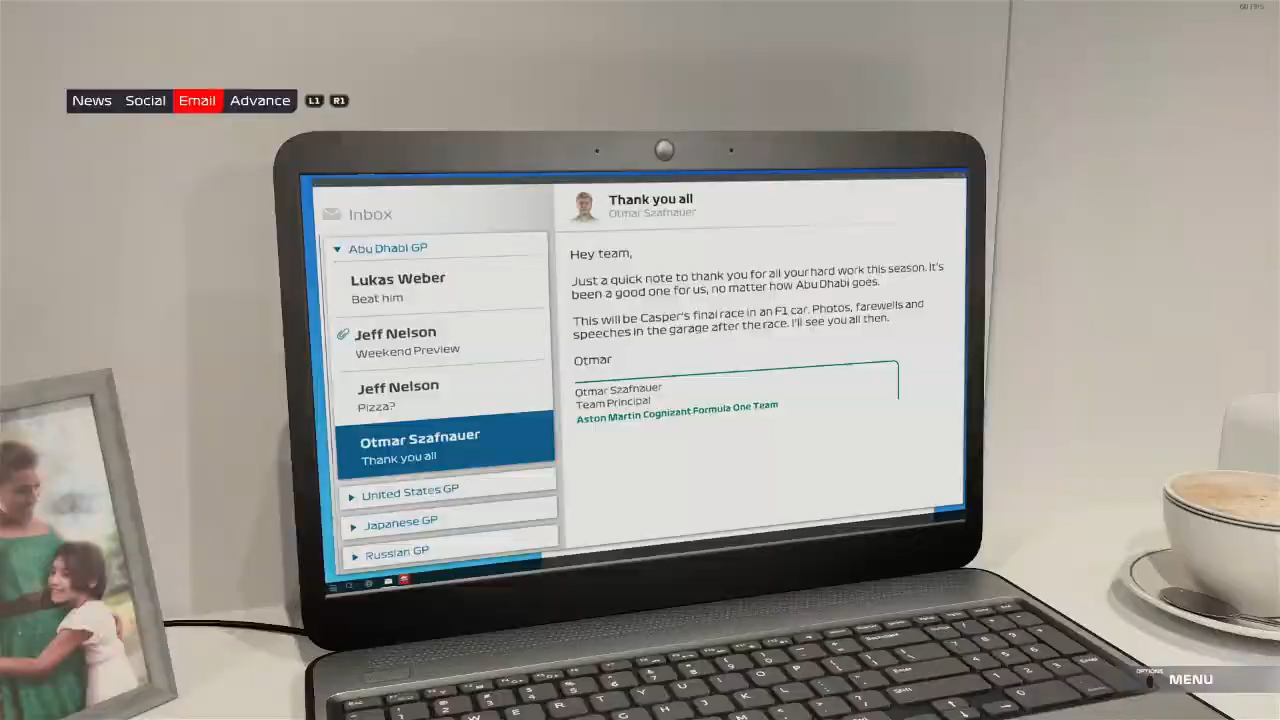 60 FPS
News Social Email Advance L1 R1
Inbox
Abu Dhabi GP
Lukas Weber
Beat him
Jeff Nelson
Weekend Preview
Jeff Nelson
Pizza?
Otmar Szafnauer
Thank you all
United States GP
Japanese GP
Russian GP
Thank you all
Otmar Szafnauer
Hey team,
Just a quick note to thank you for all your hard work this season. It's
been a good one for us, no matter how Abu Dhabi goes.
This will be Casper's final race in an F1 car. Photos, farewells and
speeches in the garage after the race. I'll see you all then.
Otmar
Otmar Szafnauer
Team Principal
Aston Martin Cognizant Formula One Team
OPTIONS
MENU